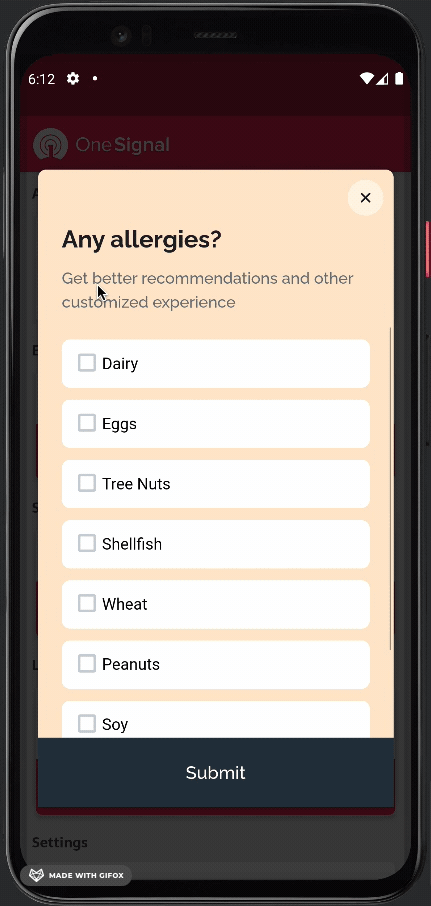 6:12
OneSignal
Any allergies?
Get better recommendations and other
customized experience
Dairy
Eggs
Tree Nuts
Shellfish
Wheat
Peanuts
Soy
Submit
Settings
MADE WITH GIFOX